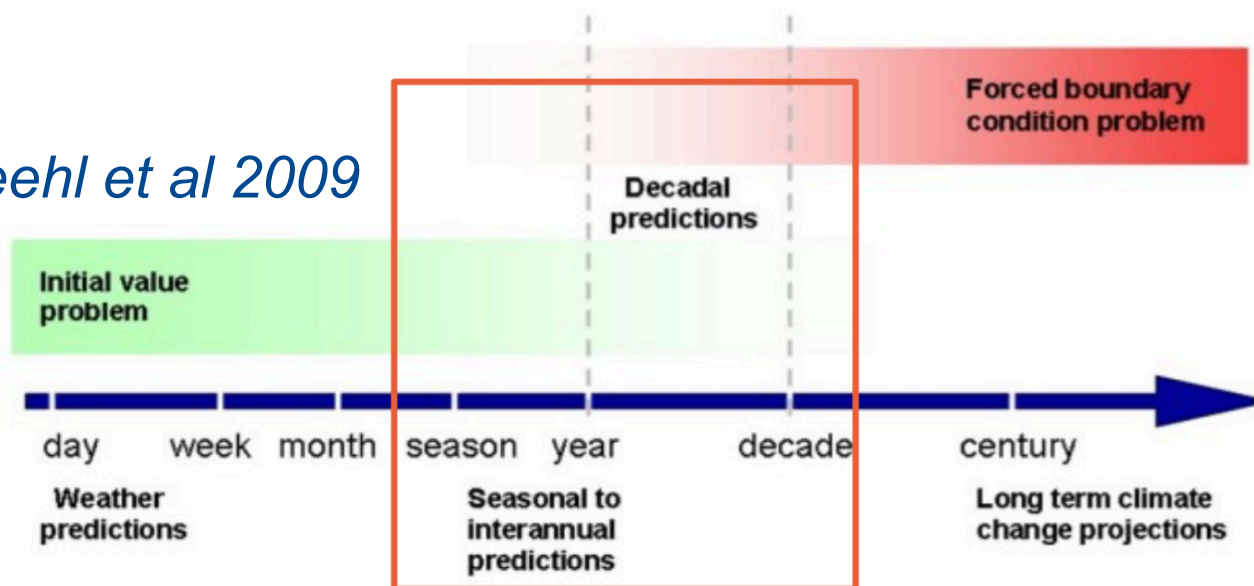 Forced boundary
condition problem
eehl et al 2009
Decadal
predictions
Initial value
problem
day week month season year decade century
Weather
predictions
Seasonal to
interannual
predictions
Long term climate
change projections